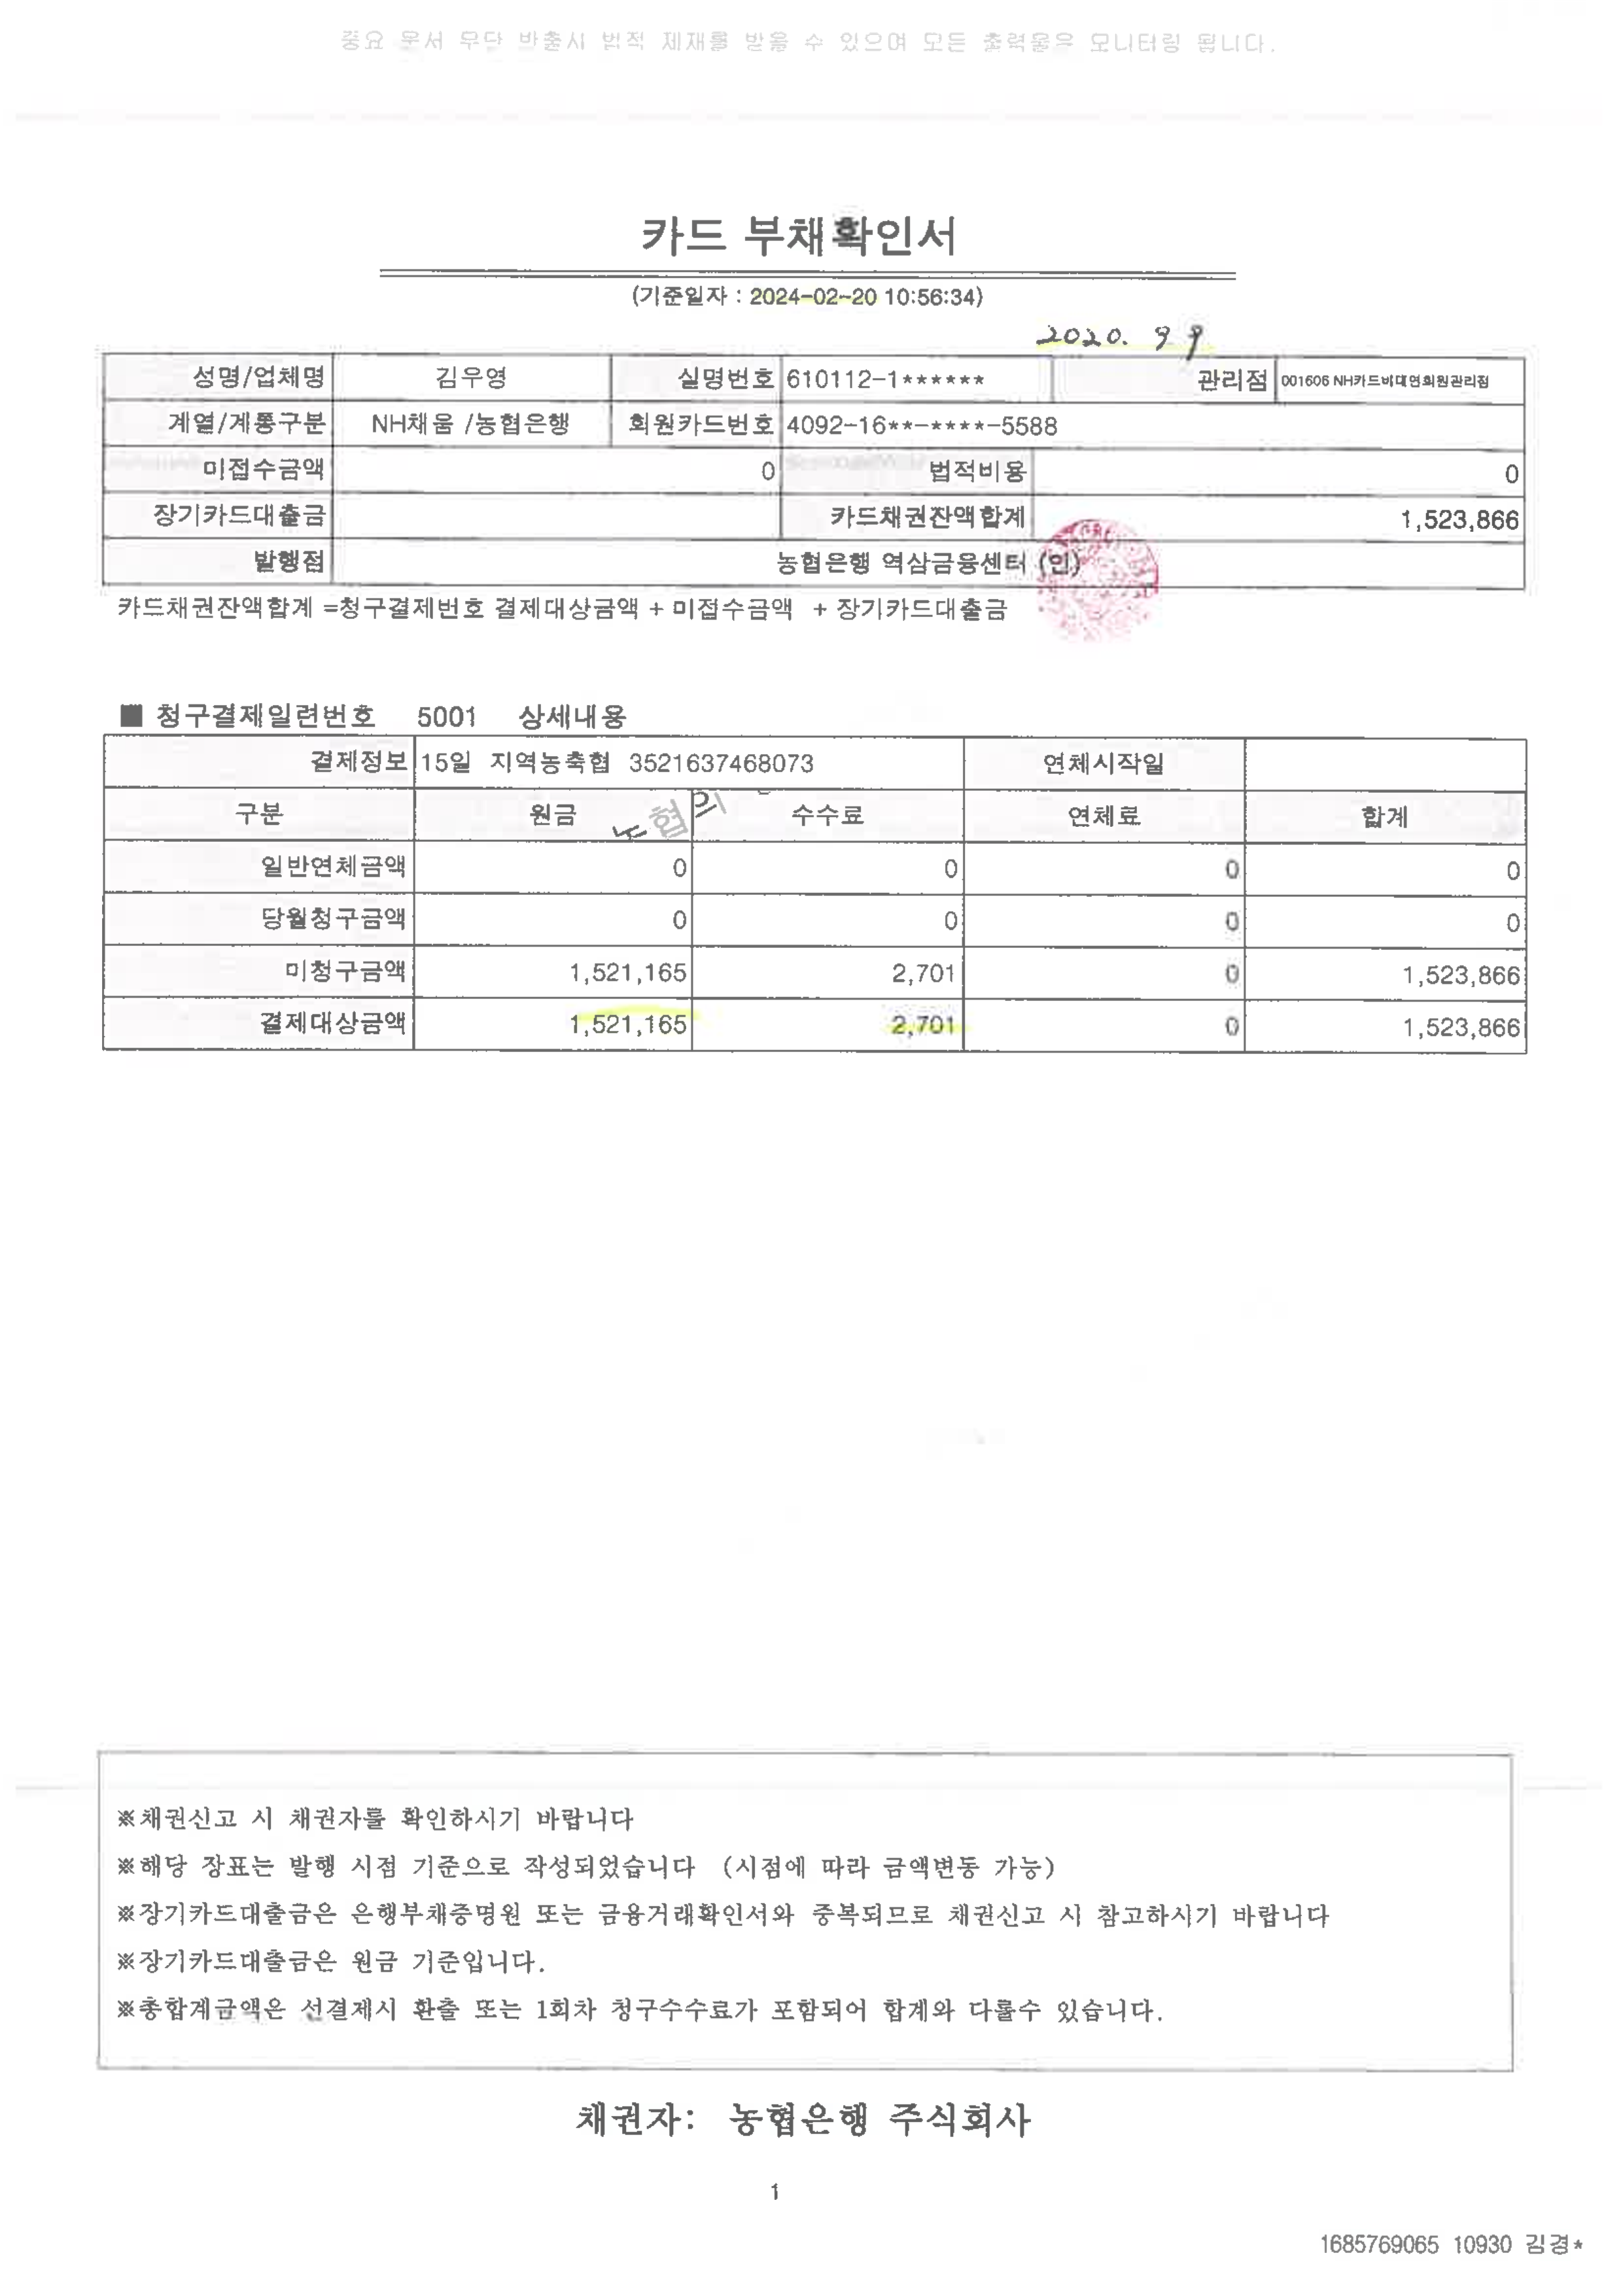 중요 문서 무단 반출시 법적 제재를 받을 수 있으며 모든 출력물은 모니터링 됩니다.
카드 부채확인서
(기준일자 : 2024-02-20 10:56:34)
2020. 9 9
성명/업체명 김우영 실명번호 610112-1****** 관리점 001606 NH카드비대면회원관리점
계열/계통구분 NH채움 /농협은행 회원카드번호 4092-16**-****-5588
미접수금액 0 법적비용 0
장기카드대출금 카드채권잔액합계 1,523,866
발행점 농협은행 역삼금융센터 (인)
카드채권잔액합계 =청구결제번호 결제대상금액 + 미접수금액 + 장기카드대출금
■ 청구결제일련번호 5001 상세내용
결제정보 15일 지역농축협 3521637468073 연체시작일
구분 원금 수수료 연체료 합계
일반연체금액 0 0 0 0
당월청구금액 0 0 0 0
미청구금액 1,521,165 2,701 0 1,523,866
결제대상금액 1,521,165 2,701 0 1,523,866
※채권신고 시 채권자를 확인하시기 바랍니다
※해당 장표는 발행 시점 기준으로 작성되었습니다 (시점에 따라 금액변동 가능)
※장기카드대출금은 은행부채증명원 또는 금융거래확인서와 중복되므로 채권신고 시 참고하시기 바랍니다
※장기카드대출금은 원금 기준입니다.
※총합계금액은 선결제시 환출 또는 1회차 청구수수료가 포함되어 합계와 다를수 있습니다.
채권자: 농협은행 주식회사
1
1685769065 10930 김경*